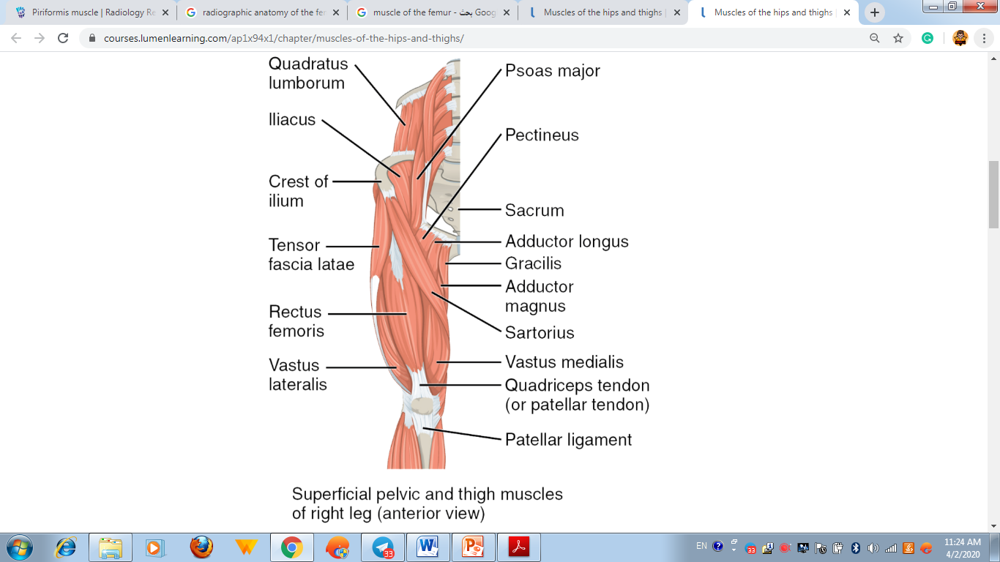 Piriformis muscle | Radiology Re
radiographic anatomy of the fer
muscle of the femur - بحث Goog
Muscles of the hips and thighs |
Muscles of the hips and thighs |
courses.lumenlearning.com/ap1x94x1/chapter/muscles-of-the-hips-and-thighs/
Quadratus
lumborum
Iliacus
Crest of
ilium
Tensor
fascia latae
Rectus
femoris
Vastus
lateralis
Psoas major
Pectineus
Sacrum
Adductor longus
Gracilis
Adductor
magnus
Sartorius
Vastus medialis
Quadriceps tendon
(or patellar tendon)
Patellar ligament
Superficial pelvic and thigh muscles
of right leg (anterior view)
33
EN
33
11:24 AM
4/2/2020